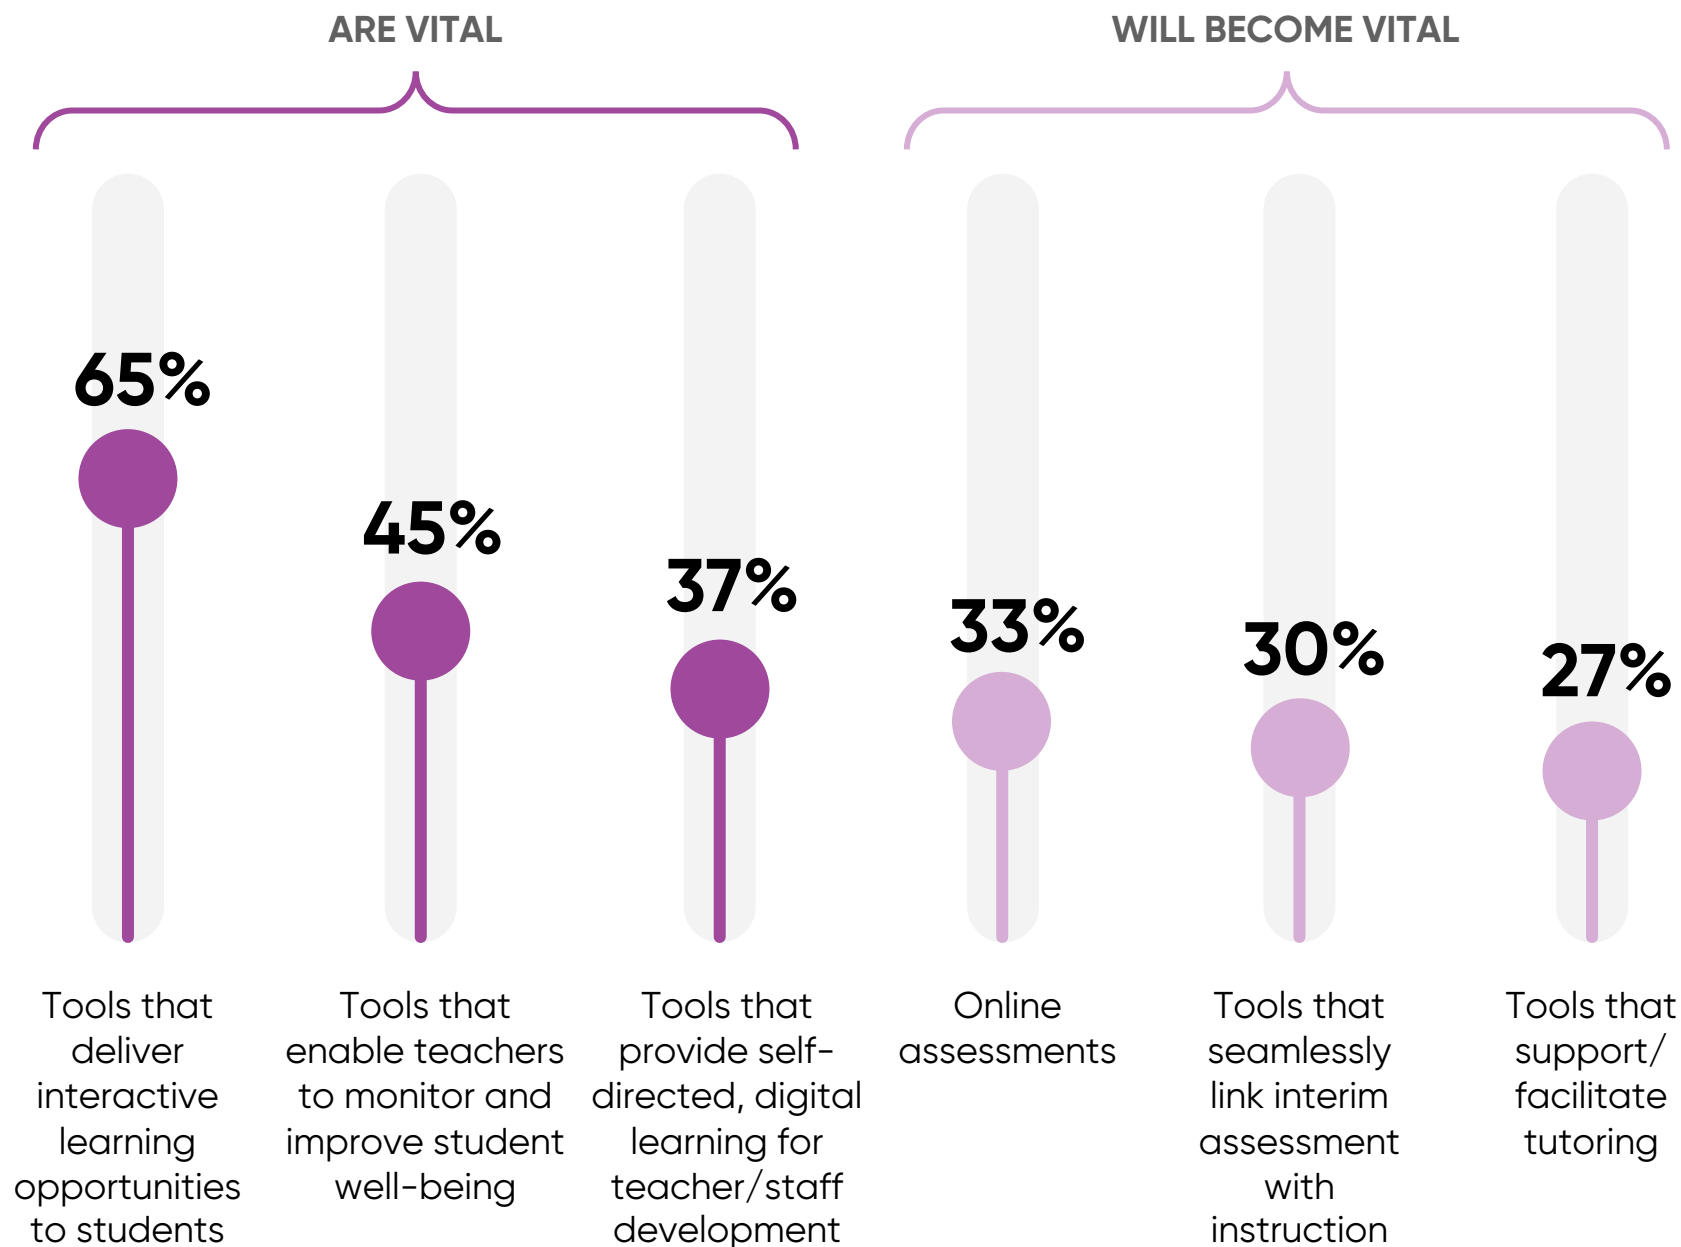 ARE VITAL
WILL BECOME VITAL
65%
45%
37%
33%
30%
27%
Tools that
deliver
interactive
learning
opportunities
to students
Tools that
enable teachers
to monitor and
improve student
well-being
Tools that
provide self-
directed, digital
learning for
teacher/staff
development
Online
assessments
Tools that
seamlessly
link interim
assessment
with
instruction
Tools that
support/
facilitate
tutoring